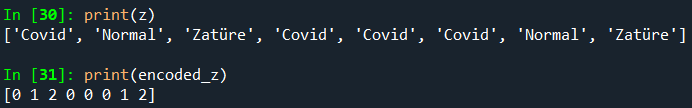 In [30]: print(z)
['Covid', 'Normal', 'Zatüre', 'Covid', 'Covid', 'Covid', 'Normal', 'Zatüre']
In [31]: print(encoded_z)
[0 1 2 0 0 0 1 2]